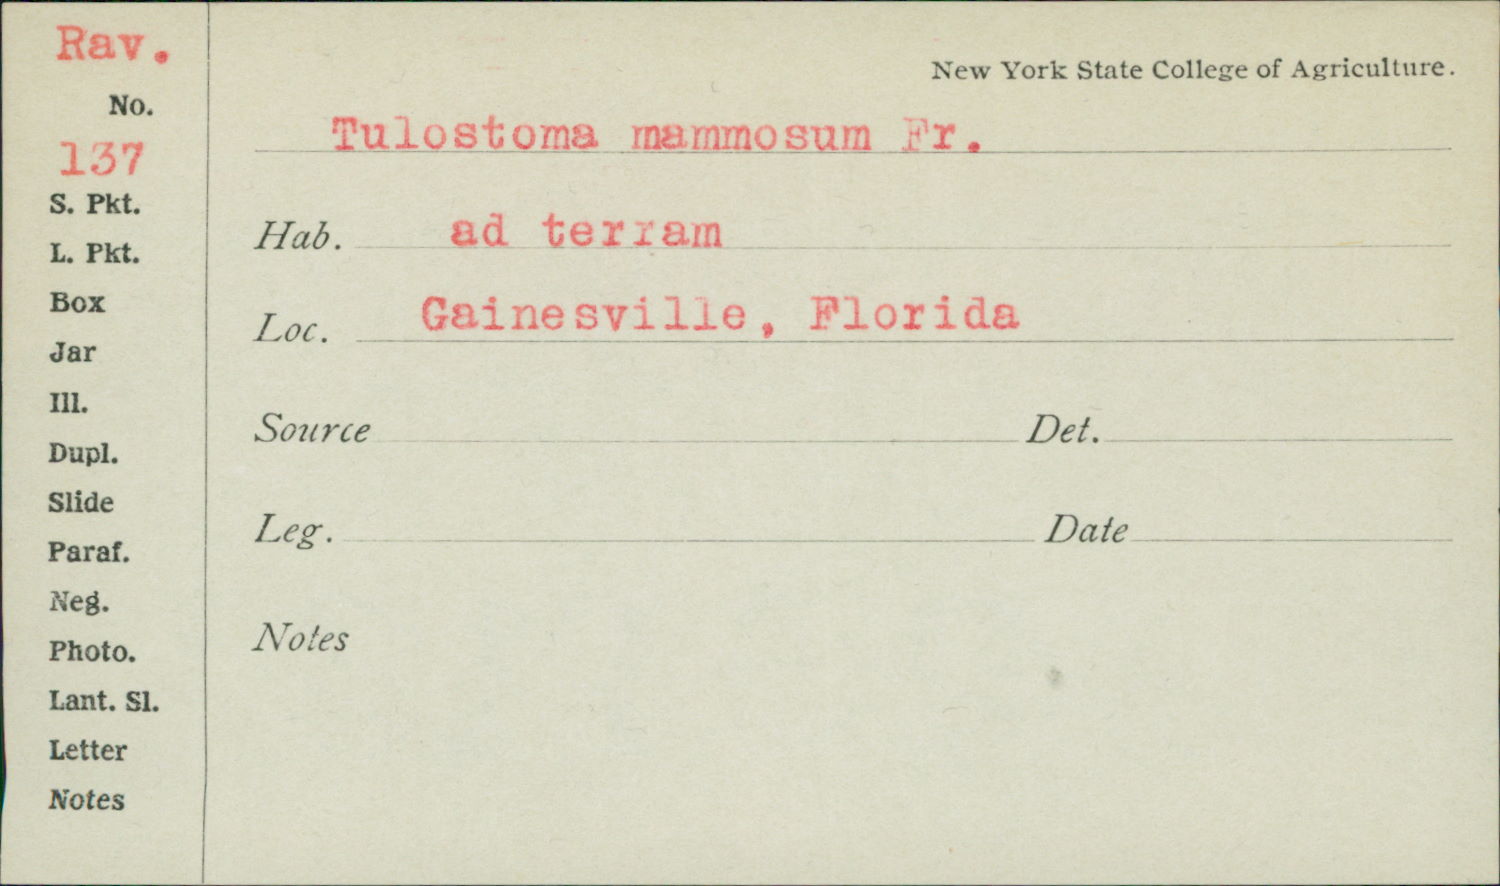 Rav.
No.
137
S. Pkt.
L. Pkt.
Box
Jar
Ill.
Dupl.
Slide
Paraf.
Neg.
Photo.
Lant. Sl.
Letter
Notes
New York State College of Agriculture.
Tulostoma mammosum Fr.
Hab. ad terram
Loc. Gainesville, Florida
Source Det.
Leg. Date
Notes